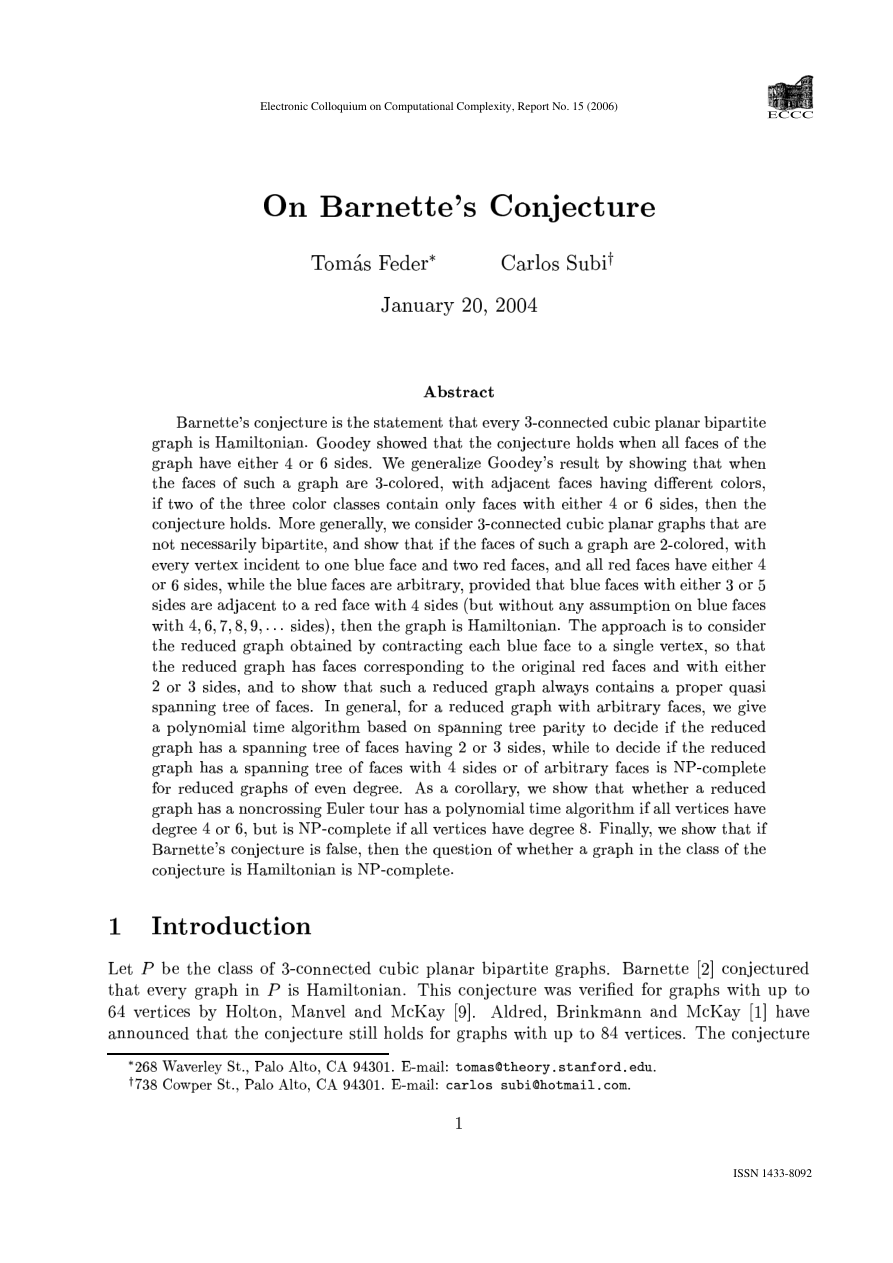 Electronic Colloquium on Computational Complexity, Report No. 15 (2006)
ECCC
On Barnette's Conjecture
Tomás Feder* Carlos Subi†
January 20, 2004
Abstract
Barnette's conjecture is the statement that every 3-connected cubic planar bipartite
graph is Hamiltonian. Goodey showed that the conjecture holds when all faces of the
graph have either 4 or 6 sides. We generalize Goodey's result by showing that when
the faces of such a graph are 3-colored, with adjacent faces having different colors,
if two of the three color classes contain only faces with either 4 or 6 sides, then the
conjecture holds. More generally, we consider 3-connected cubic planar graphs that are
not necessarily bipartite, and show that if the faces of such a graph are 2-colored, with
every vertex incident to one blue face and two red faces, and all red faces have either 4
or 6 sides, while the blue faces are arbitrary, provided that blue faces with either 3 or 5
sides are adjacent to a red face with 4 sides (but without any assumption on blue faces
with 4, 6, 7, 8, 9, . . . sides), then the graph is Hamiltonian. The approach is to consider
the reduced graph obtained by contracting each blue face to a single vertex, so that
the reduced graph has faces corresponding to the original red faces and with either
2 or 3 sides, and to show that such a reduced graph always contains a proper quasi
spanning tree of faces. In general, for a reduced graph with arbitrary faces, we give
a polynomial time algorithm based on spanning tree parity to decide if the reduced
graph has a spanning tree of faces having 2 or 3 sides, while to decide if the reduced
graph has a spanning tree of faces with 4 sides or of arbitrary faces is NP-complete
for reduced graphs of even degree. As a corollary, we show that whether a reduced
graph has a noncrossing Euler tour has a polynomial time algorithm if all vertices have
degree 4 or 6, but is NP-complete if all vertices have degree 8. Finally, we show that if
Barnette's conjecture is false, then the question of whether a graph in the class of the
conjecture is Hamiltonian is NP-complete.
1 Introduction
Let P be the class of 3-connected cubic planar bipartite graphs. Barnette [2] conjectured
that every graph in P is Hamiltonian. This conjecture was verified for graphs with up to
64 vertices by Holton, Manvel and McKay [9]. Aldred, Brinkmann and McKay [1] have
announced that the conjecture still holds for graphs with up to 84 vertices. The conjecture
*268 Waverley St., Palo Alto, CA 94301. E-mail: tomas@theory.stanford.edu.
†738 Cowper St., Palo Alto, CA 94301. E-mail: carlos subi@hotmail.com.
1
ISSN 1433-8092